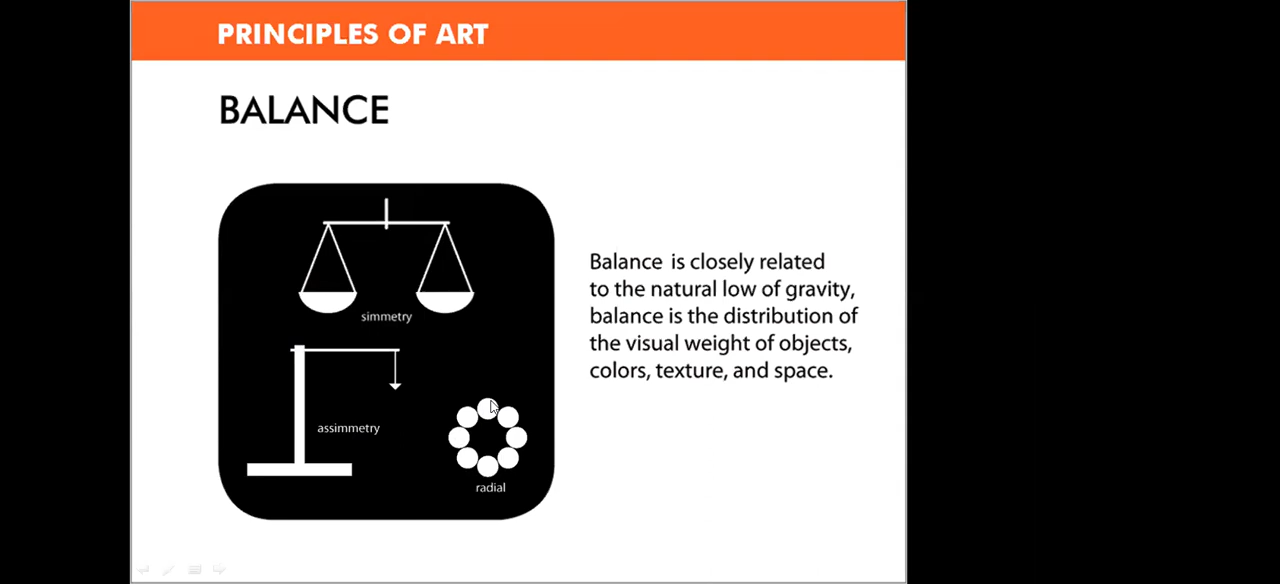 PRINCIPLES OF ART
BALANCE
simmetry
assimmetry
radial
Balance is closely related
to the natural low of gravity,
balance is the distribution of
the visual weight of objects,
colors, texture, and space.